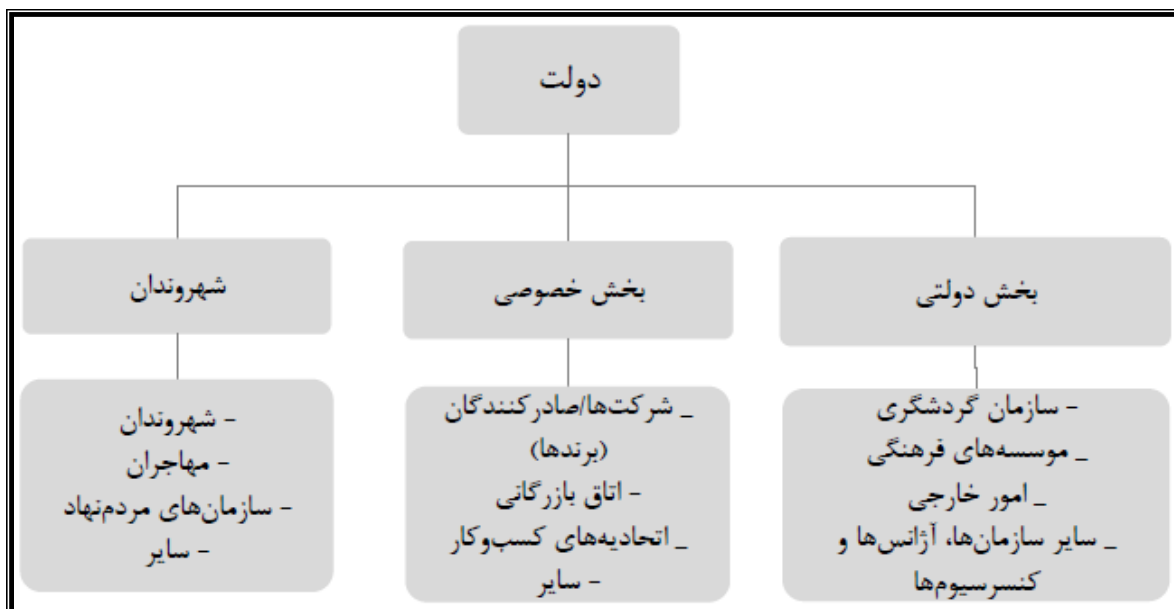 دولت
بخش دولتی
بخش خصوصی
شهروندان
- سازمان گردشگری
_ موسسه‌های فرهنگی
_ امور خارجی
_ سایر سازمان‌ها، آژانس‌ها و
کنسرسیوم‌ها
_ شرکت‌ها/صادرکنندگان
(برندها)
- اتاق بازرگانی
_ اتحادیه‌های کسب‌وکار
- سایر
- شهروندان
- مهاجران
- سازمان‌های مردم‌نهاد
- سایر